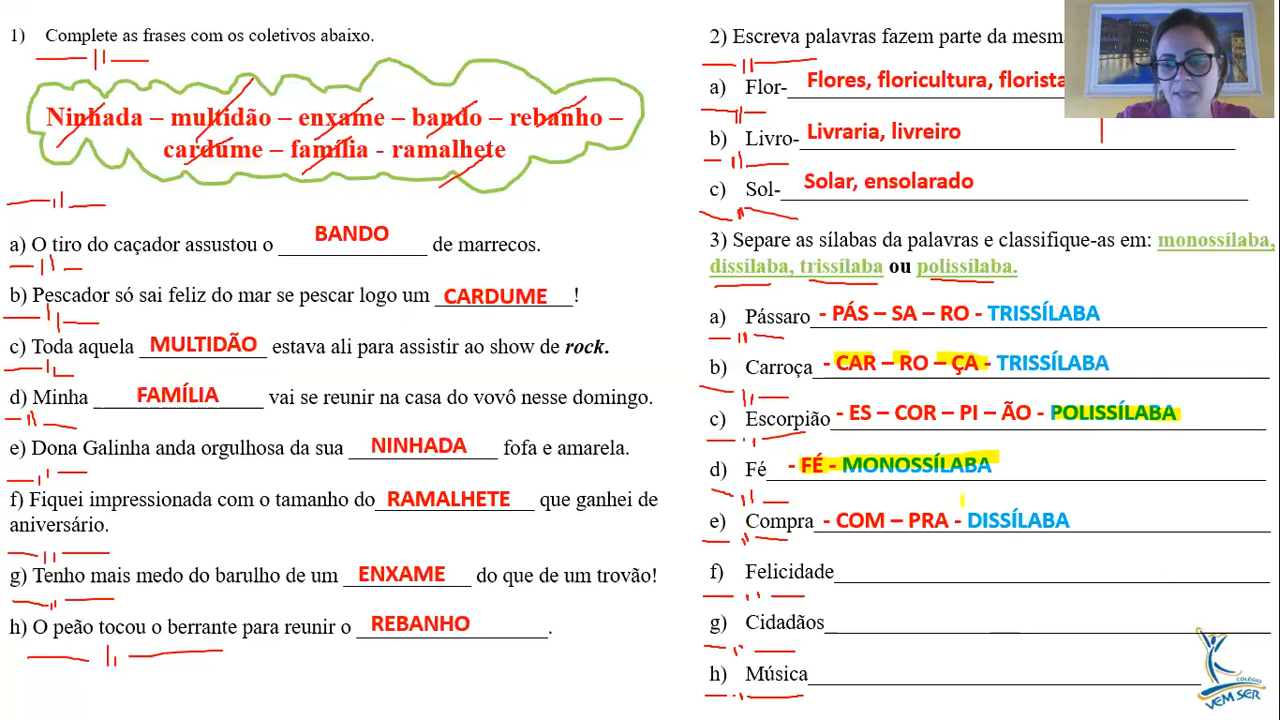 1) Complete as frases com os coletivos abaixo.
Ninhada – multidão – enxame – bando – rebanho –
cardume – família - ramalhete
a) O tiro do caçador assustou o BANDO de marrecos.
b) Pescador só sai feliz do mar se pescar logo um CARDUME!
c) Toda aquela MULTIDÃO estava ali para assistir ao show de rock.
d) Minha FAMÍLIA vai se reunir na casa do vovô nesse domingo.
e) Dona Galinha anda orgulhosa da sua NINHADA fofa e amarela.
f) Fiquei impressionada com o tamanho do RAMALHETE que ganhei de
aniversário.
g) Tenho mais medo do barulho de um ENXAME do que de um trovão!
h) O peão tocou o berrante para reunir o REBANHO.
2) Escreva palavras fazem parte da
a) Flor- Flores, floricultura, florista
b) Livro- Livraria, livreiro
c) Sol- Solar, ensolarado
3) Separe as sílabas da palavras e classifique-as em: monossílaba,
dissílaba, trissílaba ou polissílaba.
a) Pássaro - PÁS – SA – RO - TRISSÍLABA
b) Carroça - CAR – RO – ÇA - TRISSÍLABA
c) Escorpião - ES – COR – PI – ÃO - POLISSÍLABA
d) Fé - FÉ - MONOSSÍLABA
e) Compra - COM – PRA - DISSÍLABA
f) Felicidade
g) Cidadãos
h) Música
COLÉGIO
VEM SER